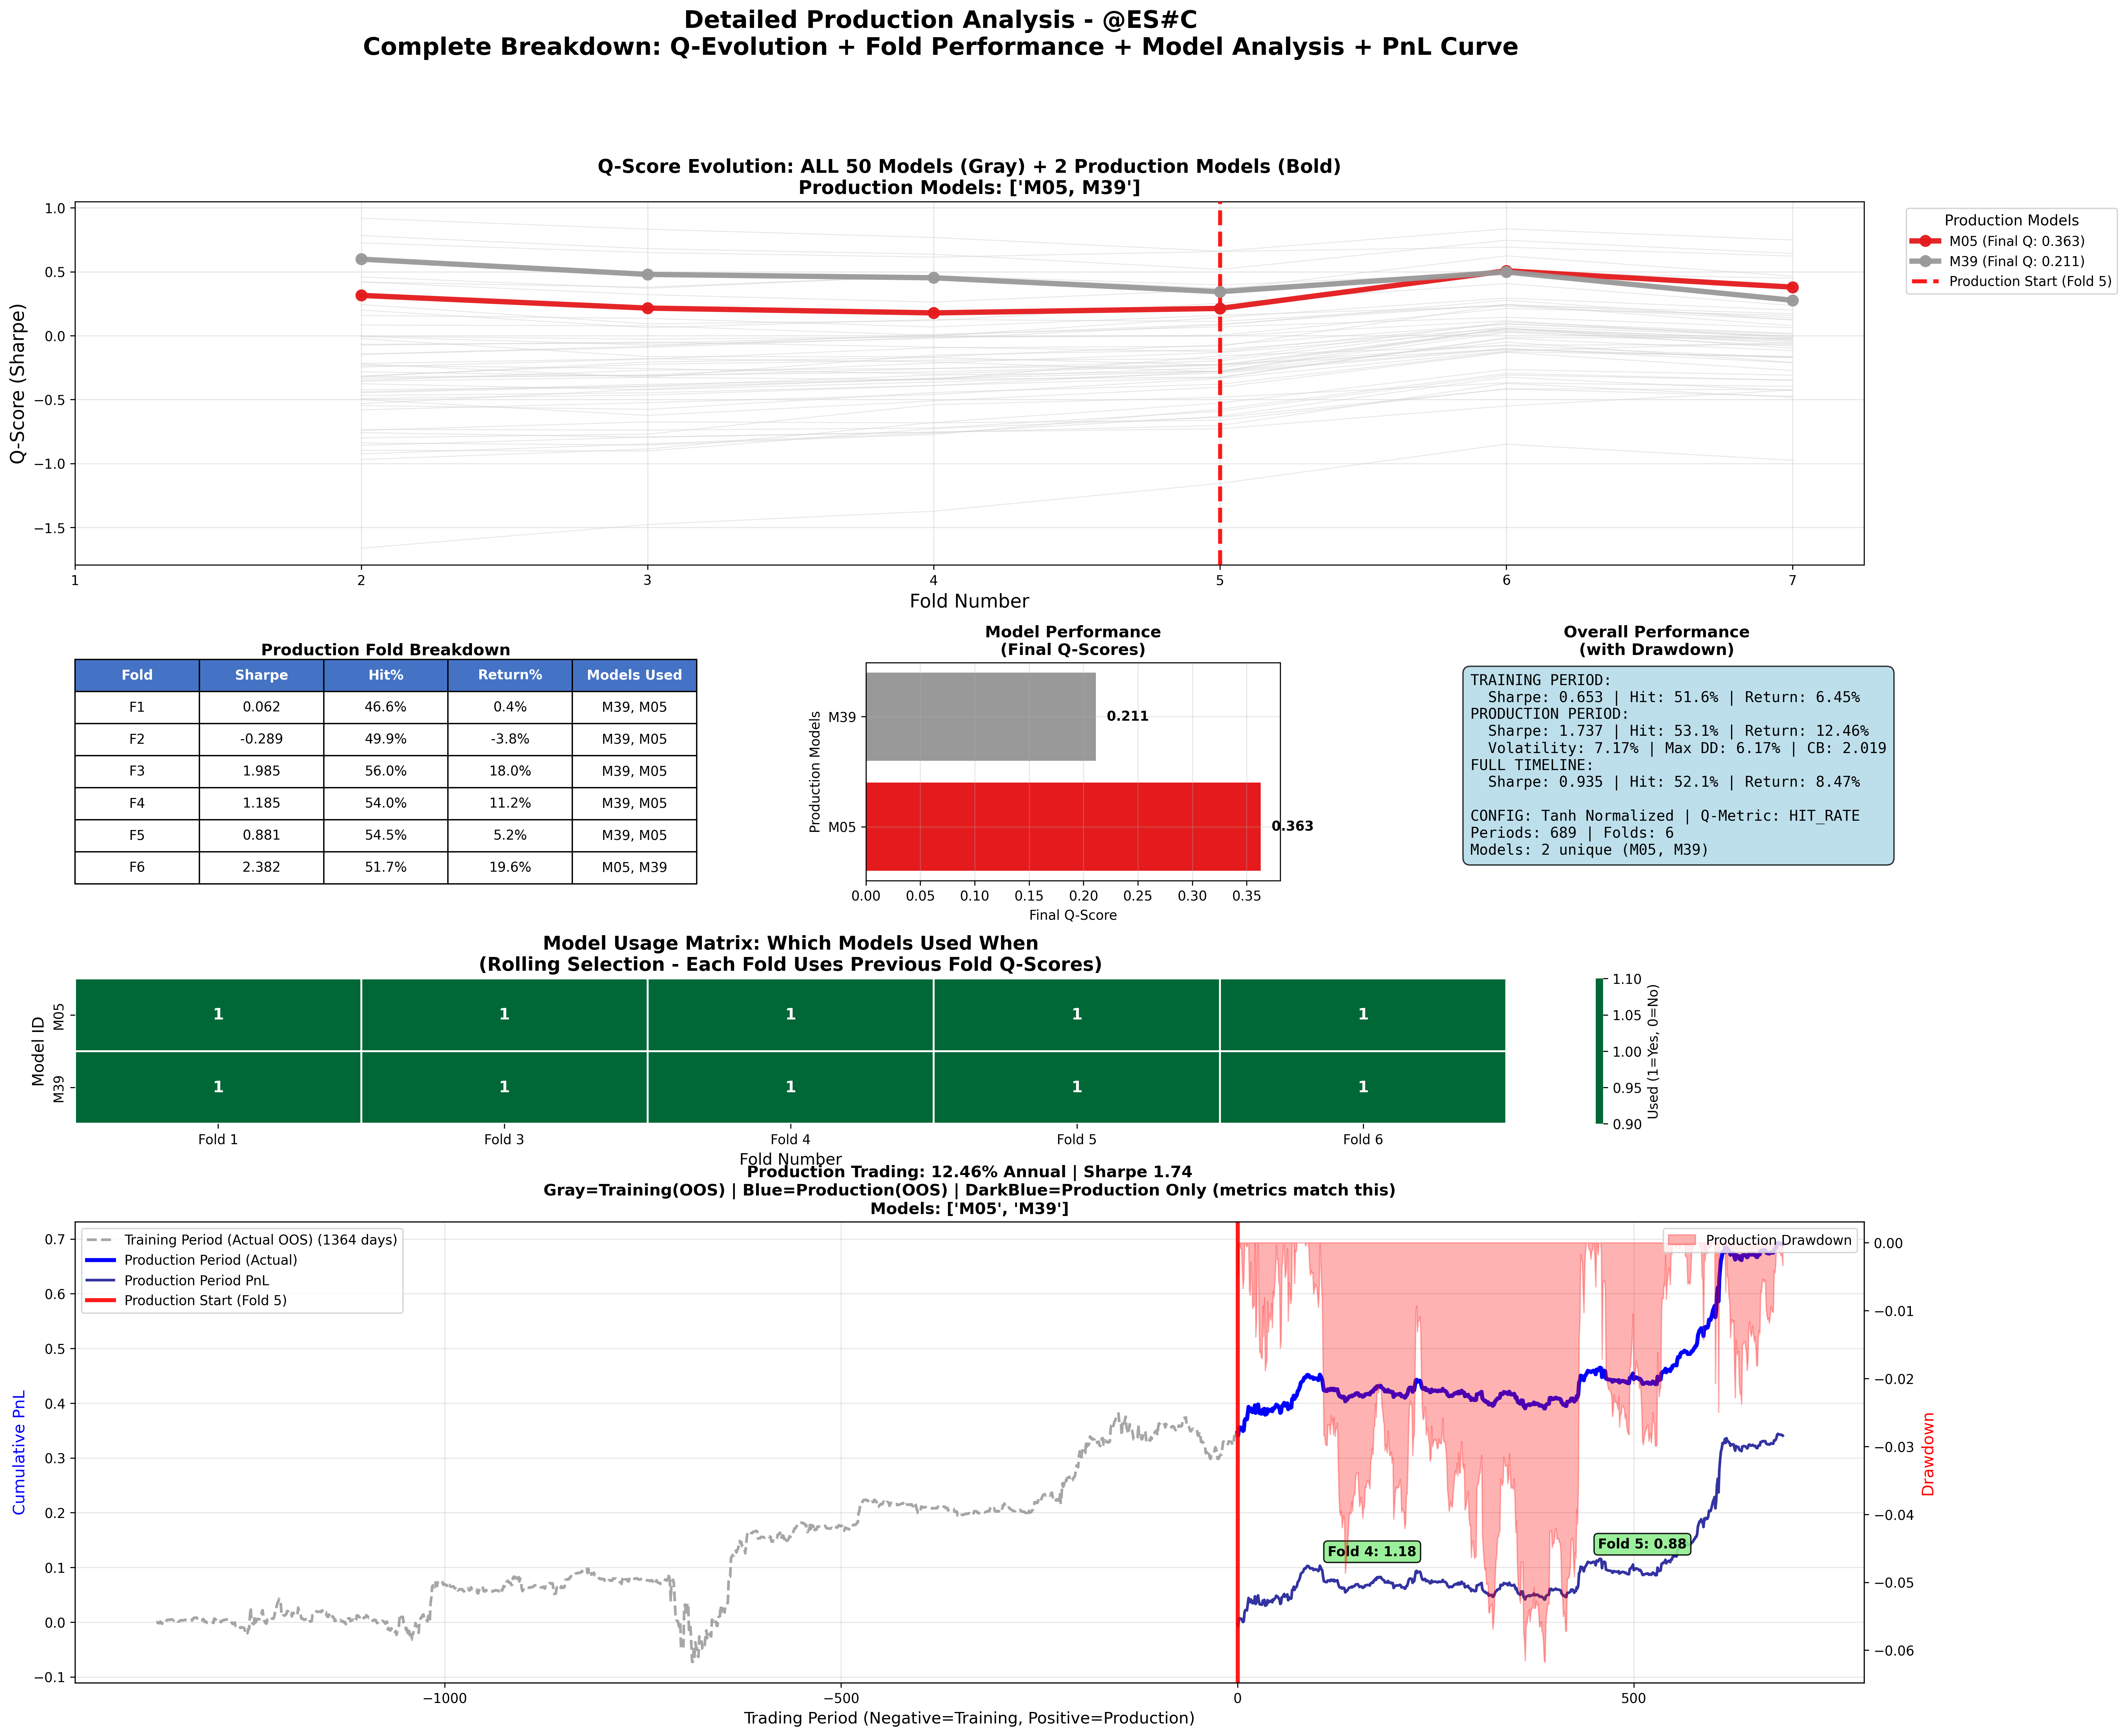 Detailed Production Analysis - @ES#C
Complete Breakdown: Q-Evolution + Fold Performance + Model Analysis + PnL Curve
Q-Score Evolution: ALL 50 Models (Gray) + 2 Production Models (Bold)
Production Models: ['M05, M39']
Q-Score (Sharpe)
1.0
0.5
0.0
−0.5
−1.0
−1.5
1 2 3 4 5 6 7
Fold Number
Production Models
M05 (Final Q: 0.363)
M39 (Final Q: 0.211)
Production Start (Fold 5)
Production Fold Breakdown
Fold Sharpe Hit% Return% Models Used
F1 0.062 46.6% 0.4% M39, M05
F2 -0.289 49.9% -3.8% M39, M05
F3 1.985 56.0% 18.0% M39, M05
F4 1.185 54.0% 11.2% M39, M05
F5 0.881 54.5% 5.2% M39, M05
F6 2.382 51.7% 19.6% M05, M39
Model Performance
(Final Q-Scores)
Production Models
M39
0.211
M05
0.363
0.00 0.05 0.10 0.15 0.20 0.25 0.30 0.35
Final Q-Score
Overall Performance
(with Drawdown)
TRAINING PERIOD:
Sharpe: 0.653 | Hit: 51.6% | Return: 6.45%
PRODUCTION PERIOD:
Sharpe: 1.737 | Hit: 53.1% | Return: 12.46%
Volatility: 7.17% | Max DD: 6.17% | CB: 2.019
FULL TIMELINE:
Sharpe: 0.935 | Hit: 52.1% | Return: 8.47%
CONFIG: Tanh Normalized | Q-Metric: HIT_RATE
Periods: 689 | Folds: 6
Models: 2 unique (M05, M39)
Model Usage Matrix: Which Models Used When
(Rolling Selection - Each Fold Uses Previous Fold Q-Scores)
Model ID
M05
1 1 1 1 1
M39
1 1 1 1 1
Fold 1 Fold 3 Fold 4 Fold 5 Fold 6
Fold Number
1.10
1.05
1.00
0.95
0.90
Used (1=Yes, 0=No)
Production Trading: 12.46% Annual | Sharpe 1.74
Gray=Training(OOS) | Blue=Production(OOS) | DarkBlue=Production Only (metrics match this)
Models: ['M05', 'M39']
Training Period (Actual OOS) (1364 days)
Production Period (Actual)
Production Period PnL
Production Start (Fold 5)
Production Drawdown
Cumulative PnL
0.7
0.6
0.5
0.4
0.3
0.2
0.1
0.0
−0.1
Fold 4: 1.18
Fold 5: 0.88
0.00
−0.01
−0.02
−0.03
−0.04
−0.05
−0.06
Drawdown
−1000 −500 0 500
Trading Period (Negative=Training, Positive=Production)